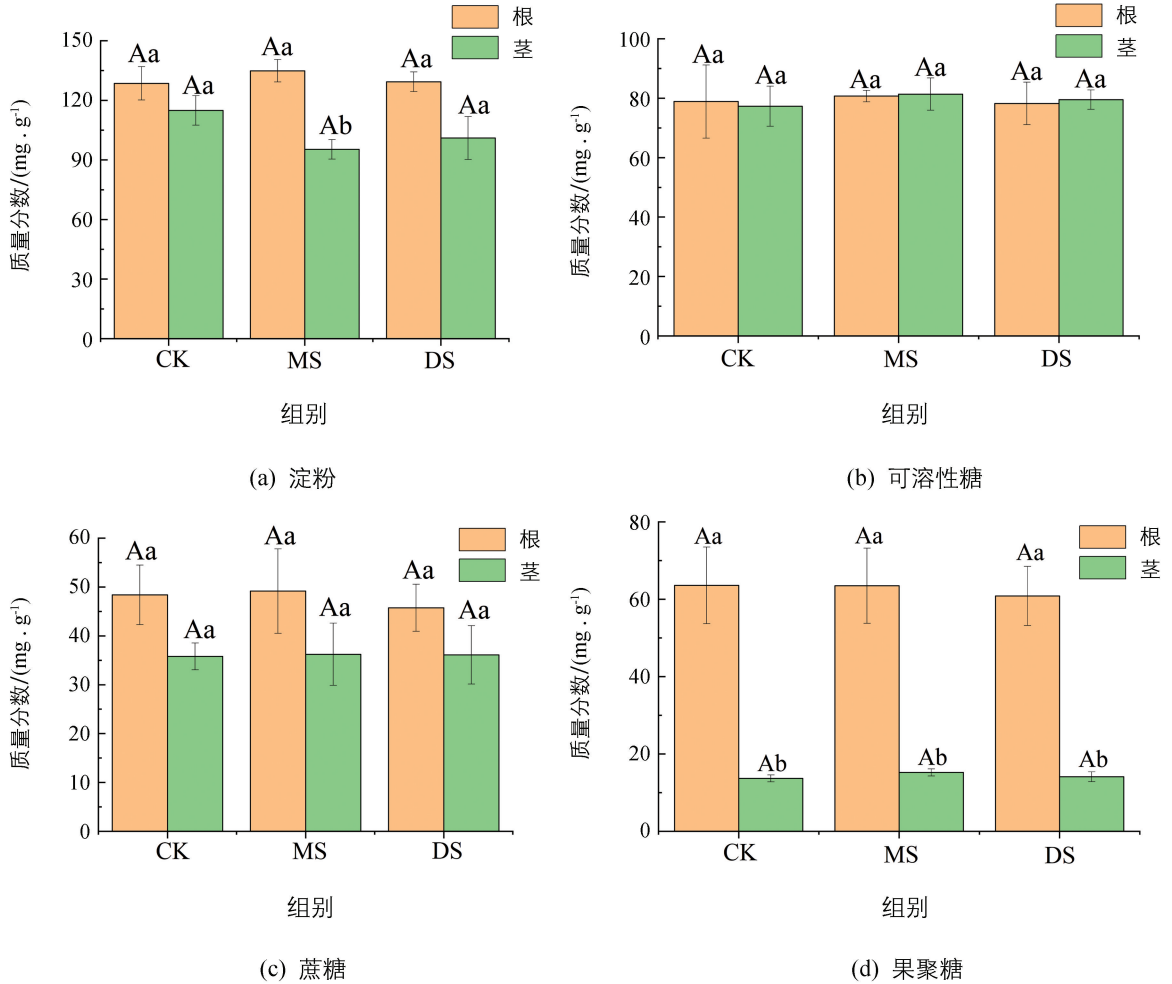 根
茎
质量分数/(mg . g⁻¹)
150
120
90
60
30
0
Aa
Aa
Aa
Ab
Aa
Aa
CK
MS
DS
组别
(a) 淀粉
根
茎
质量分数/(mg . g⁻¹)
100
80
60
40
20
0
Aa
Aa
Aa
Aa
Aa
Aa
CK
MS
DS
组别
(b) 可溶性糖
根
茎
质量分数/(mg . g⁻¹)
60
50
40
30
20
10
0
Aa
Aa
Aa
Aa
Aa
Aa
CK
MS
DS
组别
(c) 蔗糖
根
茎
质量分数/(mg . g⁻¹)
80
60
40
20
0
Aa
Ab
Aa
Ab
Aa
Ab
CK
MS
DS
组别
(d) 果聚糖